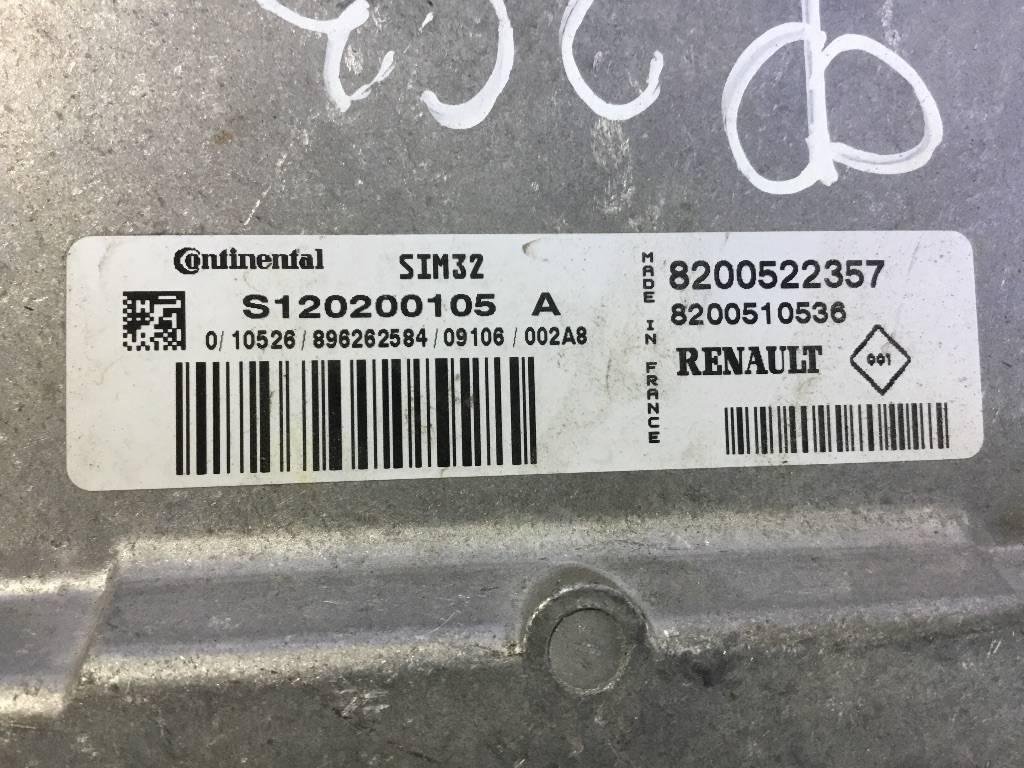 Continental SIM32
S120200105 A
0/ 10526 / 896262584 / 09106 / 002A8
MADE IN FRANCE
8200522357
8200510536
RENAULT